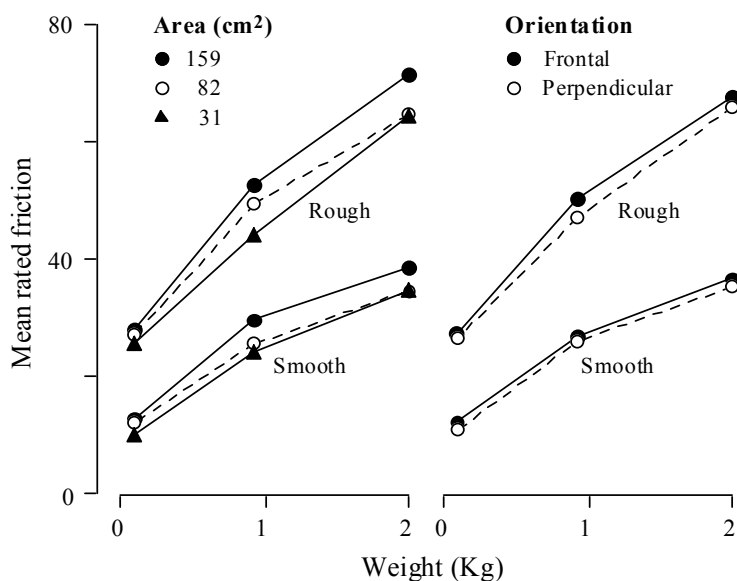 80
Area (cm²)
159
82
31
Rough
40
Smooth
0
0 1 2
Orientation
Frontal
Perpendicular
Rough
Smooth
0 1 2
Mean rated friction
Weight (Kg)